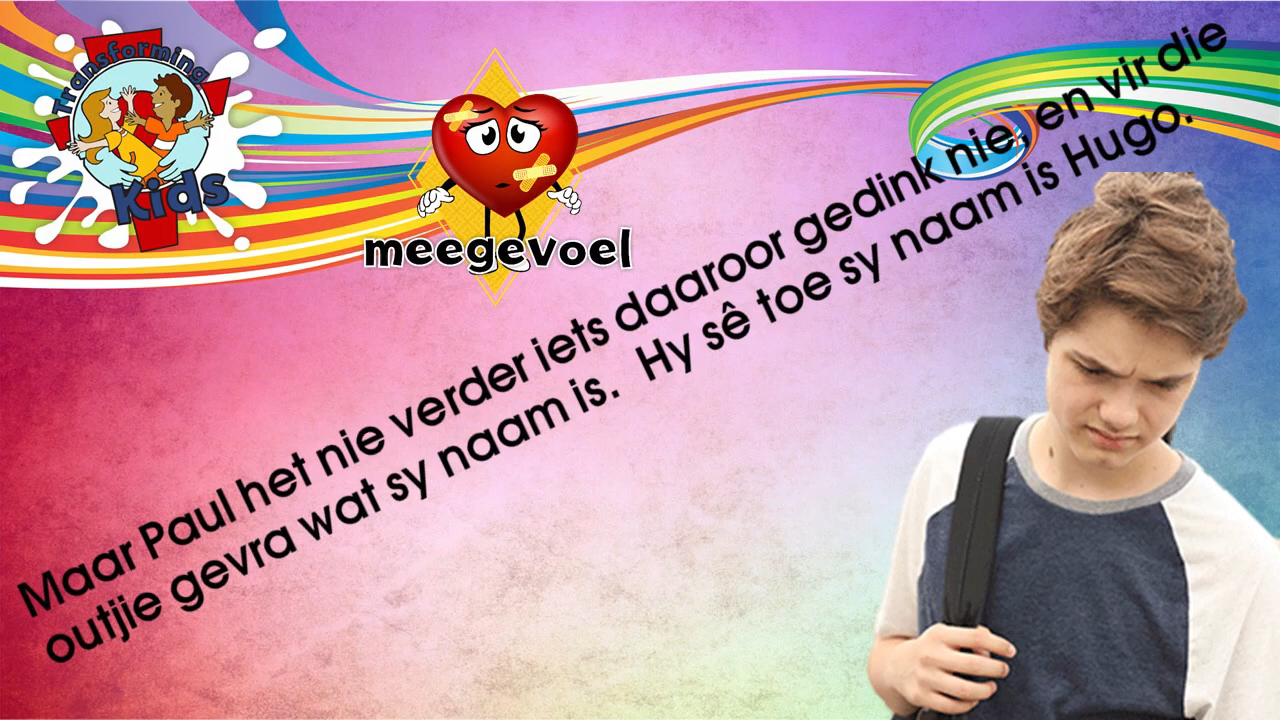 Transforming
Kids
meegevoel
Maar Paul het nie verder iets daaroor gedink nie, en vir die
outjie gevra wat sy naam is.  Hy sê toe sy naam is Hugo.